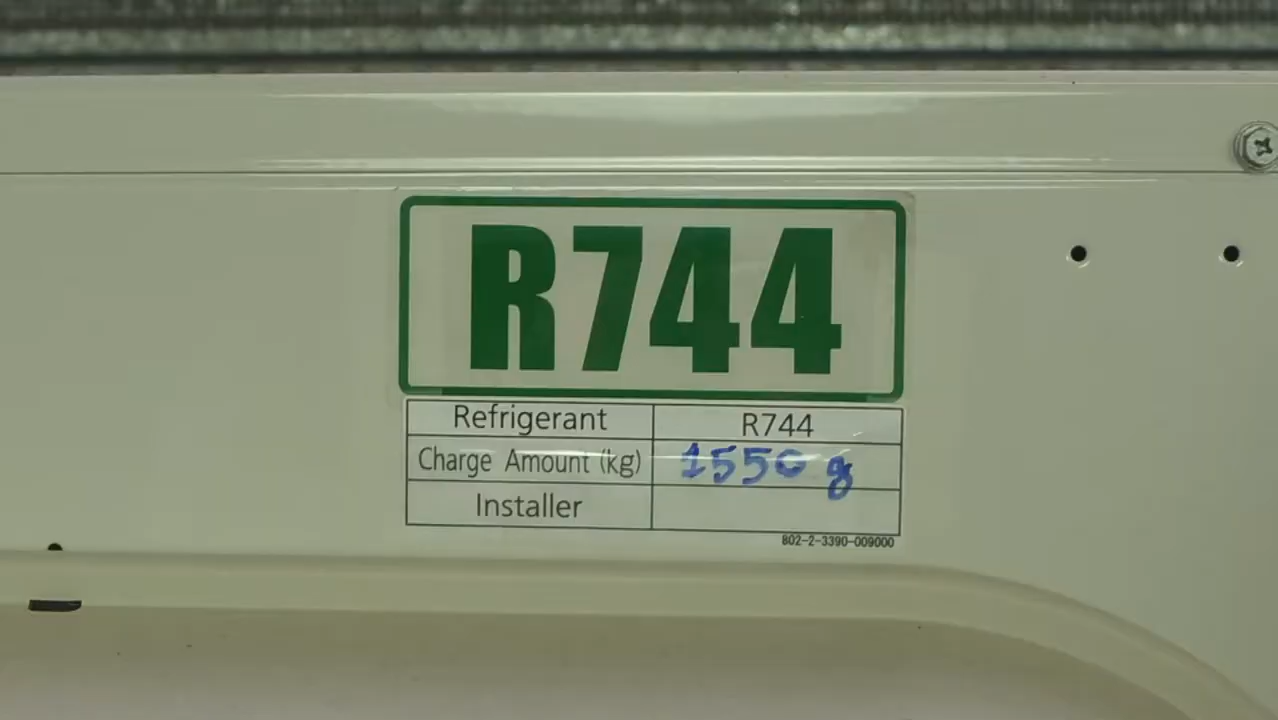 R744
Refrigerant R744
Charge Amount (kg) 1550 g
Installer
802-2-3390-009000